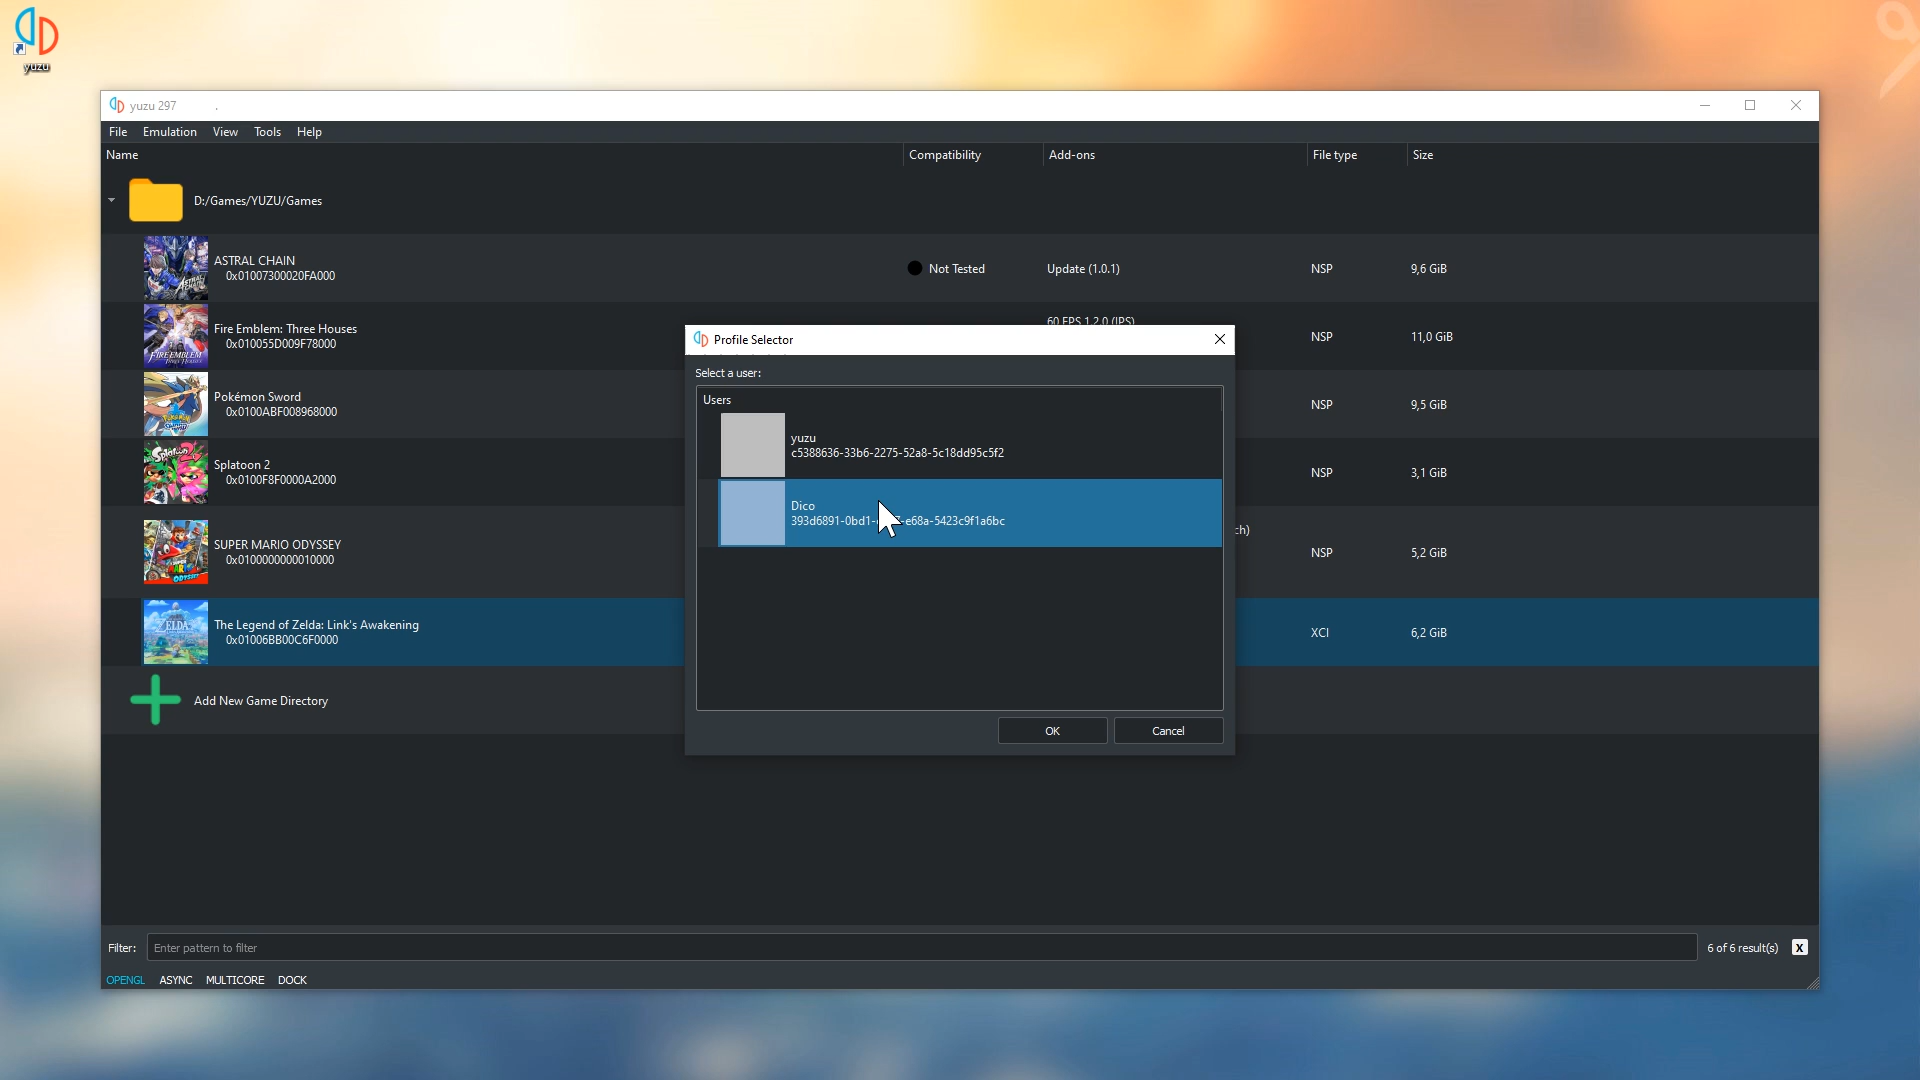 yuzu
yuzu 297
File Emulation View Tools Help
Name Compatibility Add-ons File type Size
D:/Games/YUZU/Games
ASTRAL CHAIN
0x01007300020FA000
Not Tested Update (1.0.1) NSP 9,6 GiB
60 FPS 1.2.0 (IPS)
Fire Emblem: Three Houses
0x010055D009F78000
NSP 11,0 GiB
Pokémon Sword
0x0100ABF008968000
NSP 9,5 GiB
Splatoon 2
0x0100F8F0000A2000
NSP 3,1 GiB
ch)
SUPER MARIO ODYSSEY
0x0100000000010000
NSP 5,2 GiB
The Legend of Zelda: Link's Awakening
0x01006BB00C6F0000
XCI 6,2 GiB
Add New Game Directory
Profile Selector
Select a user:
Users
yuzu
c5388636-33b6-2275-52a8-5c18dd95c5f2
Dico
393d6891-0bd1- -e68a-5423c9f1a6bc
OK Cancel
Filter: Enter pattern to filter 6 of 6 result(s) X
OPENGL ASYNC MULTICORE DOCK